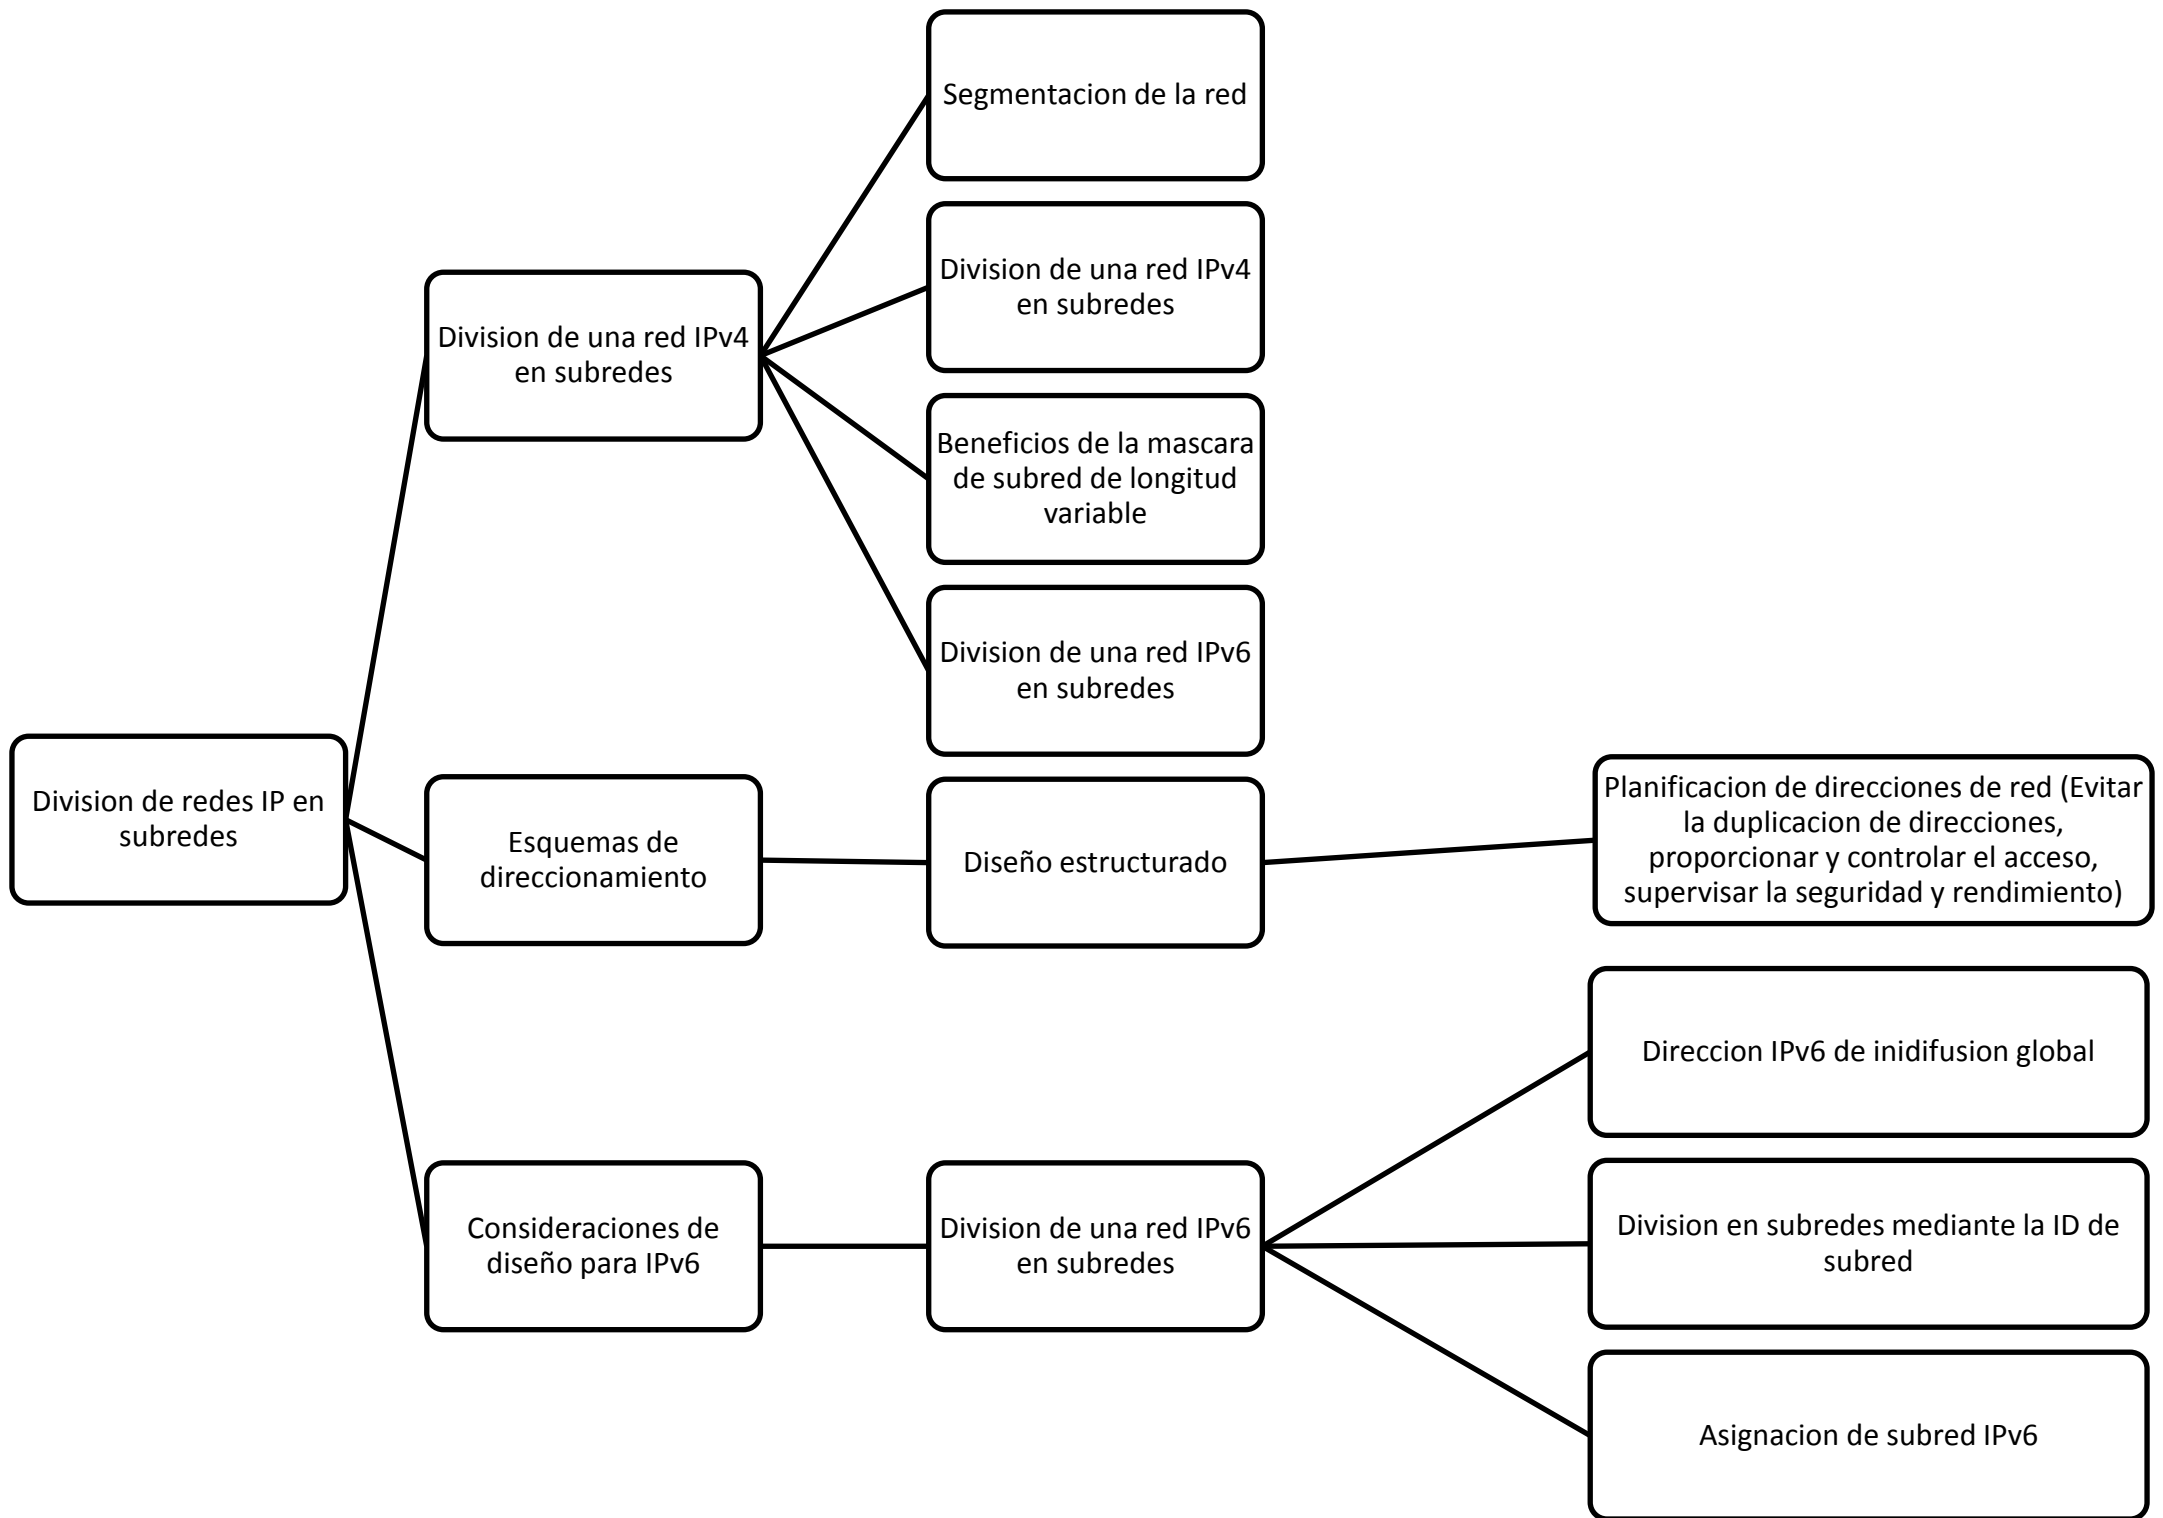 Division de redes IP en
subredes
Division de una red IPv4
en subredes
Segmentacion de la red
Division de una red IPv4
en subredes
Beneficios de la mascara
de subred de longitud
variable
Division de una red IPv6
en subredes
Esquemas de
direccionamiento
Diseño estructurado
Planificacion de direcciones de red (Evitar
la duplicacion de direcciones,
proporcionar y controlar el acceso,
supervisar la seguridad y rendimiento)
Consideraciones de
diseño para IPv6
Division de una red IPv6
en subredes
Direccion IPv6 de inidifusion global
Division en subredes mediante la ID de
subred
Asignacion de subred IPv6